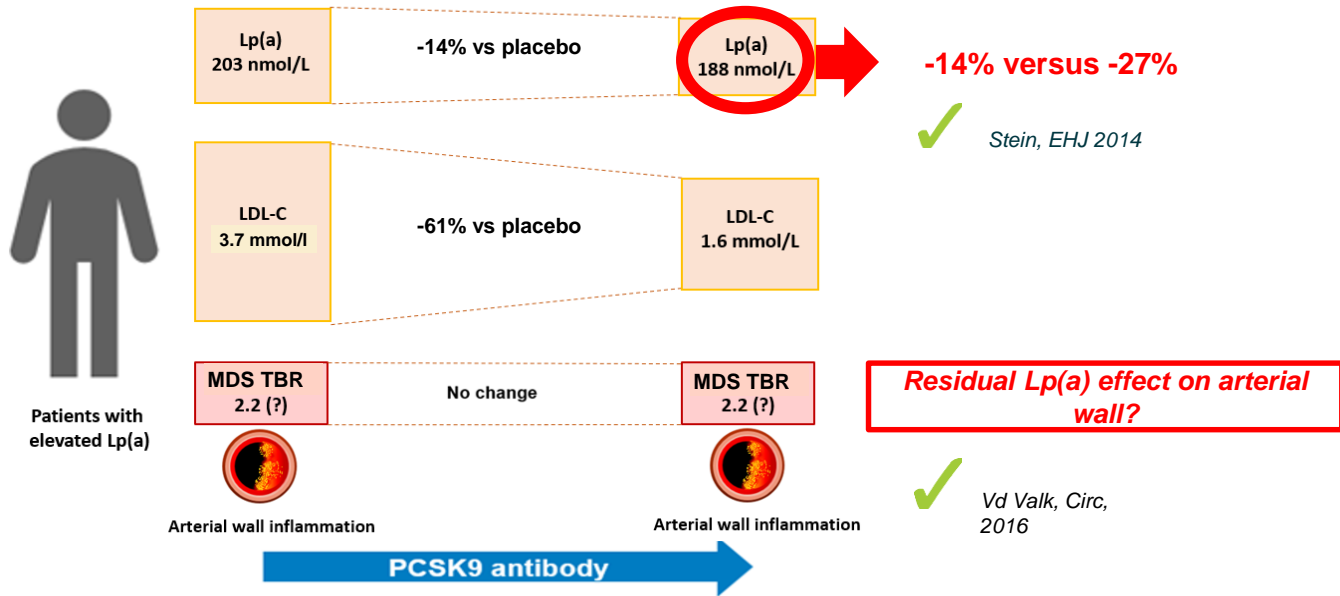 Lp(a)
203 nmol/L
-14% vs placebo
Lp(a)
188 nmol/L
-14% versus -27%
Stein, EHJ 2014
LDL-C
3.7 mmol/l
-61% vs placebo
LDL-C
1.6 mmol/L
Patients with
elevated Lp(a)
MDS TBR
2.2 (?)
No change
MDS TBR
2.2 (?)
Residual Lp(a) effect on arterial
wall?
Arterial wall inflammation
Arterial wall inflammation
Vd Valk, Circ,
2016
PCSK9 antibody